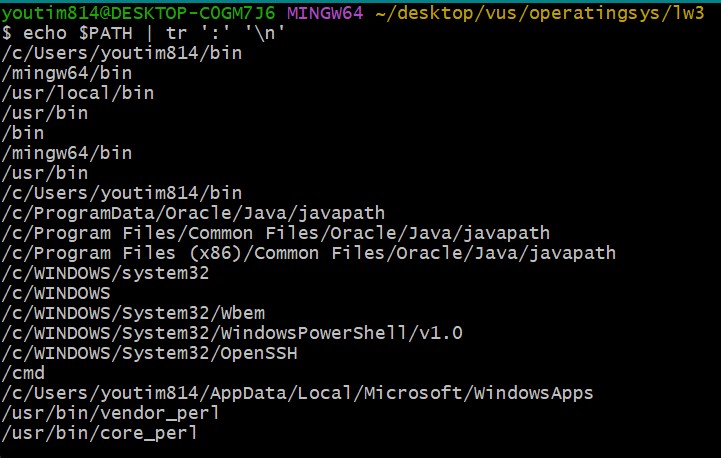 youtim814@DESKTOP-COGM7J6 MINGW64 ~/desktop/vus/operatingsys/lw3
$ echo $PATH | tr ':' '\n'
/c/Users/youtim814/bin
/mingw64/bin
/usr/local/bin
/usr/bin
/bin
/mingw64/bin
/usr/bin
/c/Users/youtim814/bin
/c/ProgramData/Oracle/Java/javapath
/c/Program Files/Common Files/Oracle/Java/javapath
/c/Program Files (x86)/Common Files/Oracle/Java/javapath
/c/WINDOWS/system32
/c/WINDOWS
/c/WINDOWS/System32/Wbem
/c/WINDOWS/System32/WindowsPowerShell/v1.0
/c/WINDOWS/System32/OpenSSH
/cmd
/c/Users/youtim814/AppData/Local/Microsoft/WindowsApps
/usr/bin/vendor_perl
/usr/bin/core_perl